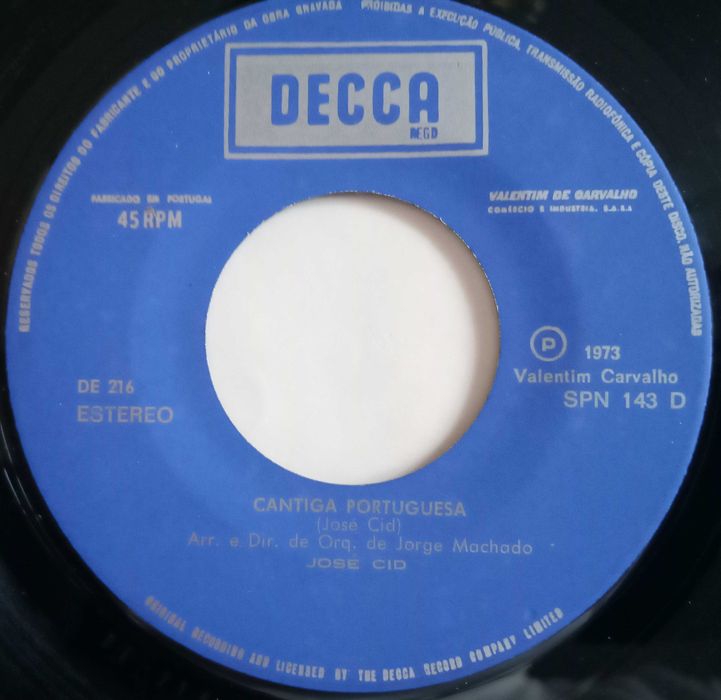 RESERVADOS TODOS OS DIREITOS DO FABRICANTE E DO PROPRIETÁRIO DA OBRA GRAVADA
PROIBIDAS A EXECUÇÃO PÚBLICA, TRANSMISSÃO RADIOFÓNICA E CÓPIA DESTE DISCO, NÃO AUTORIZADAS
DECCA
REGD
FABRICADO EM PORTUGAL
45 RPM
VALENTIM DE CARVALHO
COMÉRCIO E INDUSTRIA, S.A.R.L
P 1973
Valentim Carvalho
SPN 143 D
DE 216
ESTEREO
CANTIGA PORTUGUESA
(José Cid)
Arr. e Dir. de Orq. de Jorge Machado
JOSÉ CID
ORIGINAL RECORDING AND LICENSED BY THE DECCA RECORD COMPANY LIMITED